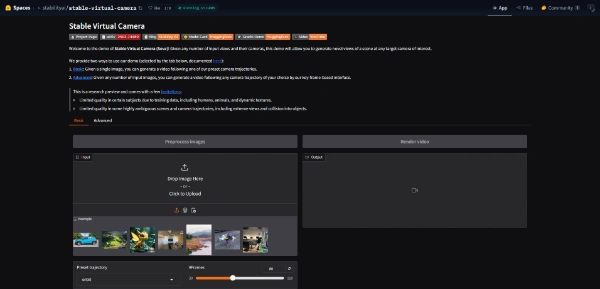 Spaces stabilityai/stable-virtual-camera like
App Files Community
Stable Virtual Camera
Project Page Blog
Welcome to the demo of Stable Virtual Camera (Seva)! Given any number of input views and their cameras, this demo will allow you to generate novel views of a scene at any target camera of interest.
We provide two ways to use our demo (selected by the tab below, documented here):
1. Basic: Given a single image, you can generate a video following one of our preset camera trajectories.
2. Advanced: Given any number of input images, you can generate a video following any camera trajectory of your choice by our key-frame-based interface.
This is a research preview and comes with a few limitations:
Limited quality in certain subjects due to training data, including humans, animals, and dynamic textures.
Limited quality in some highly ambiguous scenes and camera trajectories, including extreme views and collision into objects.
Basic Advanced
Preprocess images Render video
Input Output
Drop Image Here
- or -
Click to Upload
Example
Preset trajectory #Frames
orbit